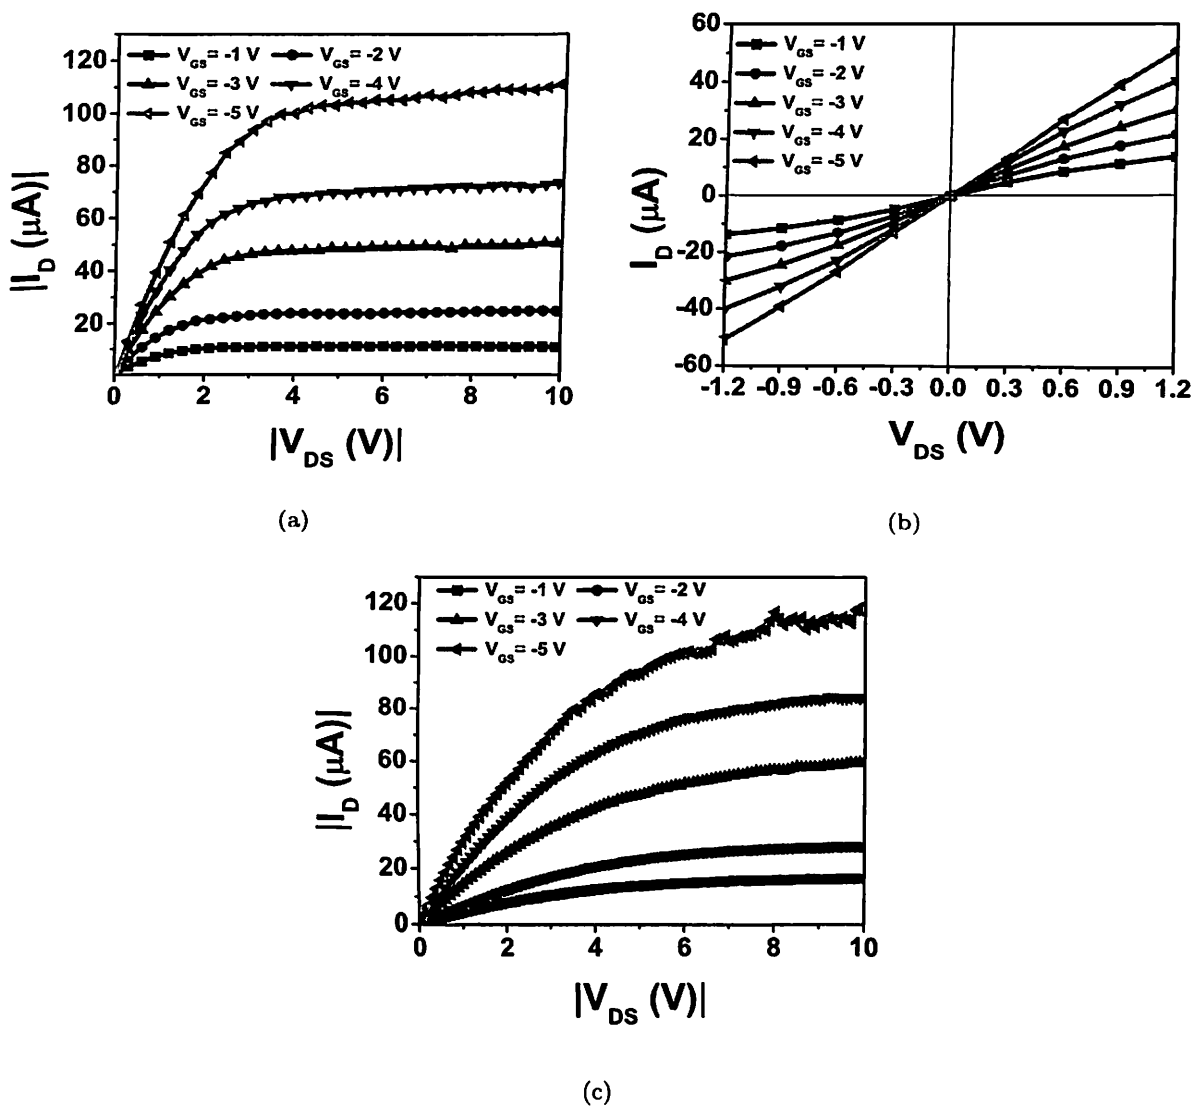 V_GS= -1 V V_GS= -2 V
V_GS= -3 V V_GS= -4 V
V_GS= -5 V
120
100
80
60
40
20
0 2 4 6 8 10
|I_D (μA)|
|V_DS (V)|
(a)
V_GS= -1 V
V_GS= -2 V
V_GS= -3 V
V_GS= -4 V
V_GS= -5 V
60
40
20
0
-20
-40
-60
-1.2 -0.9 -0.6 -0.3 0.0 0.3 0.6 0.9 1.2
I_D (μA)
V_DS (V)
(b)
V_GS= -1 V V_GS= -2 V
V_GS= -3 V V_GS= -4 V
V_GS= -5 V
120
100
80
60
40
20
0
0 2 4 6 8 10
|I_D (μA)|
|V_DS (V)|
(c)